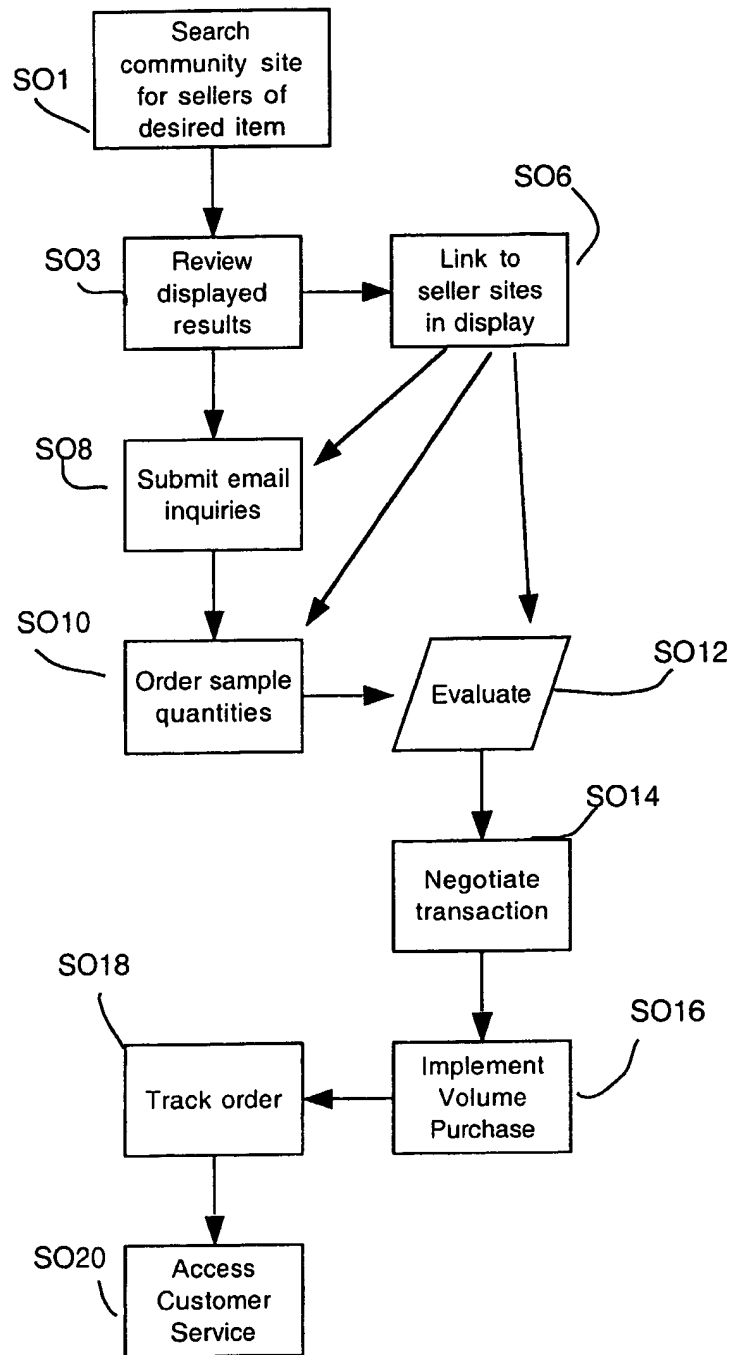 Search
community site
for sellers of
desired item
SO1
SO6
SO3
Review
displayed
results
Link to
seller sites
in display
SO8
Submit email
inquiries
SO10
Order sample
quantities
Evaluate
SO12
SO14
Negotiate
transaction
SO18
SO16
Track order
Implement
Volume
Purchase
SO20
Access
Customer
Service